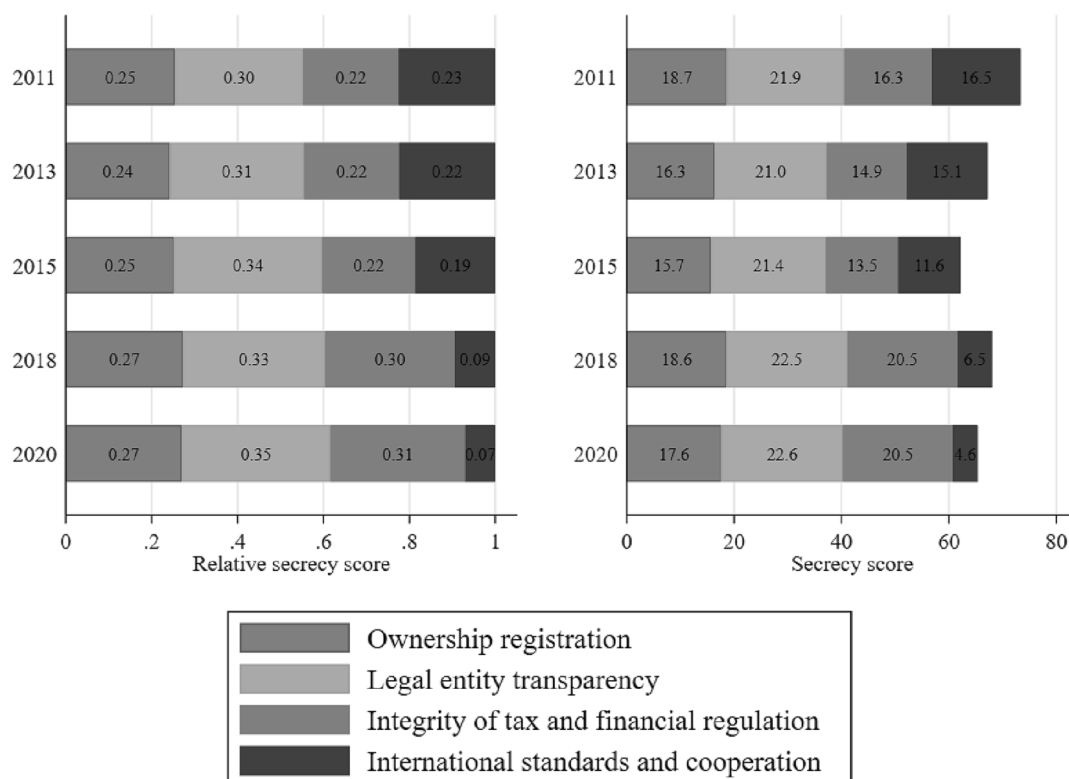 2011 0.25 0.30 0.22 0.23
2013 0.24 0.31 0.22 0.22
2015 0.25 0.34 0.22 0.19
2018 0.27 0.33 0.30 0.09
2020 0.27 0.35 0.31 0.07
0 .2 .4 .6 .8 1
Relative secrecy score
2011 18.7 21.9 16.3 16.5
2013 16.3 21.0 14.9 15.1
2015 15.7 21.4 13.5 11.6
2018 18.6 22.5 20.5 6.5
2020 17.6 22.6 20.5 4.6
0 20 40 60 80
Secrecy score
Ownership registration
Legal entity transparency
Integrity of tax and financial regulation
International standards and cooperation